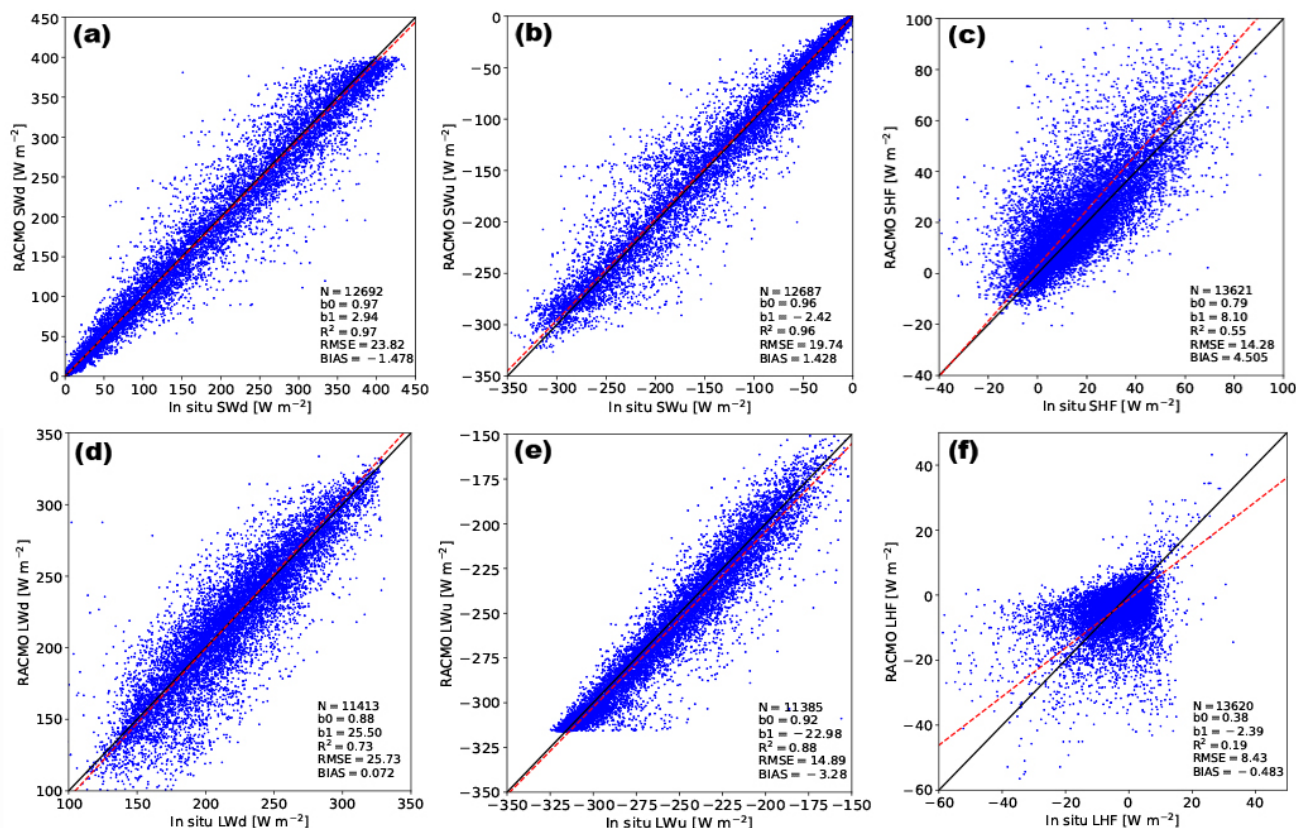 (a)
450
400
350
300
250
200
150
100
50
0
RACMO SWd [W m⁻²]
N = 12692
b0 = 0.97
b1 = 2.94
R² = 0.97
RMSE = 23.82
BIAS = −1.478
0 50 100 150 200 250 300 350 400 450
In situ SWd [W m⁻²]
(b)
0
−50
−100
−150
−200
−250
−300
−350
RACMO SWu [W m⁻²]
N = 12687
b0 = 0.96
b1 = −2.42
R² = 0.96
RMSE = 19.74
BIAS = 1.428
−350 −300 −250 −200 −150 −100 −50 0
In situ SWu [W m⁻²]
(c)
100
80
60
40
20
0
−20
−40
RACMO SHF [W m⁻²]
N = 13621
b0 = 0.79
b1 = 8.10
R² = 0.55
RMSE = 14.28
BIAS = 4.505
−40 −20 0 20 40 60 80 100
In situ SHF [W m⁻²]
(d)
350
300
250
200
150
100
RACMO LWd [W m⁻²]
N = 11413
b0 = 0.88
b1 = 25.50
R² = 0.73
RMSE = 25.73
BIAS = 0.072
100 150 200 250 300 350
In situ LWd [W m⁻²]
(e)
−150
−200
−225
−250
−275
−300
−325
−350
RACMO LWu [W m⁻²]
N = 11385
b0 = 0.92
b1 = −22.98
R² = 0.88
RMSE = 14.89
BIAS = −3.28
−350 −325 −300 −275 −250 −225 −200 −175 −150
In situ LWu [W m⁻²]
(f)
40
20
0
−20
−40
−60
RACMO LHF [W m⁻²]
N = 13620
b0 = 0.38
b1 = −2.39
R² = 0.19
RMSE = 8.43
BIAS = −0.483
−60 −40 −20 0 20 40
In situ LHF [W m⁻²]